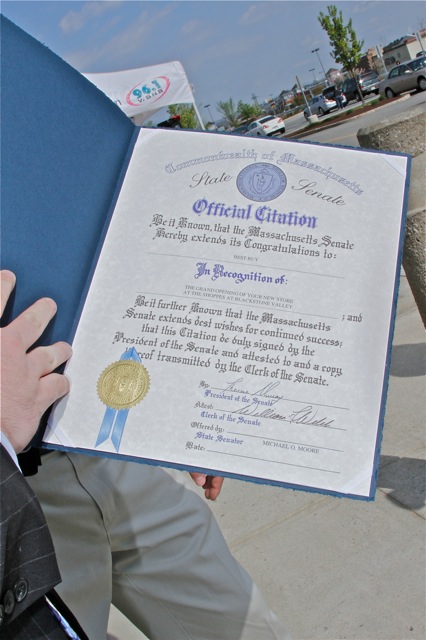 96.1
Commonwealth of Massachusetts
State Senate
Official Citation
Be it Known, that the Massachusetts Senate
Hereby extends its Congratulations to:
BEST BUY
In Recognition of:
THE GRAND OPENING OF YOUR NEW STORE
AT THE SHOPPES AT BLACKSTONE VALLEY
; and
Be it further Known that the Massachusetts
Senate extends best wishes for continued success;
that this Citation be duly signed by the
President of the Senate and attested to and a copy
eof transmitted by the Clerk of the Senate.
By:
President of the Senate
Attest:
Clerk of the Senate
Offered by:
State Senator MICHAEL O. MOORE
Date: